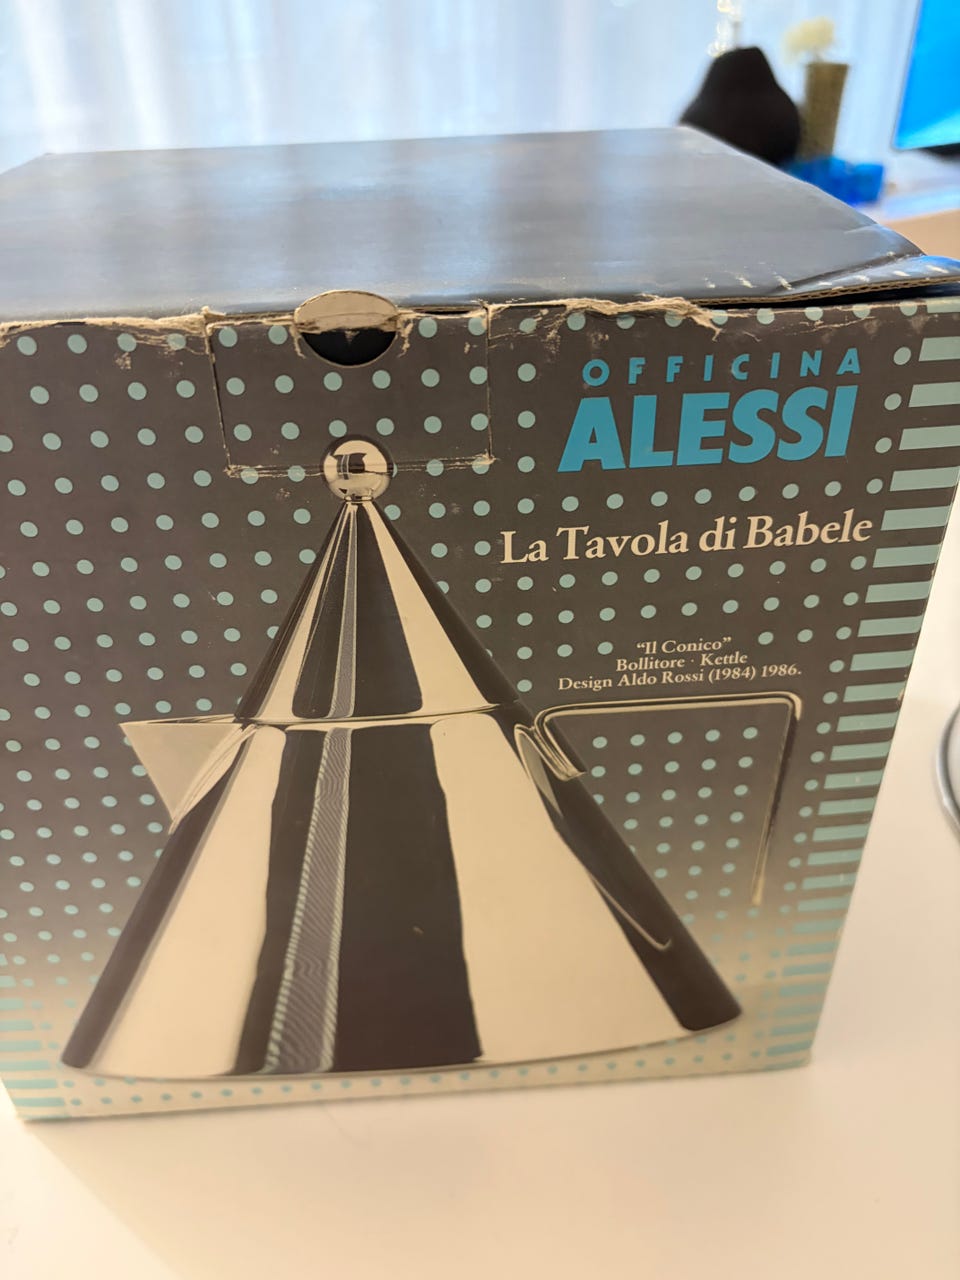 OFFICINA
ALESSI
La Tavola di Babele
“Il Conico”
Bollitore · Kettle
Design Aldo Rossi (1984) 1986.